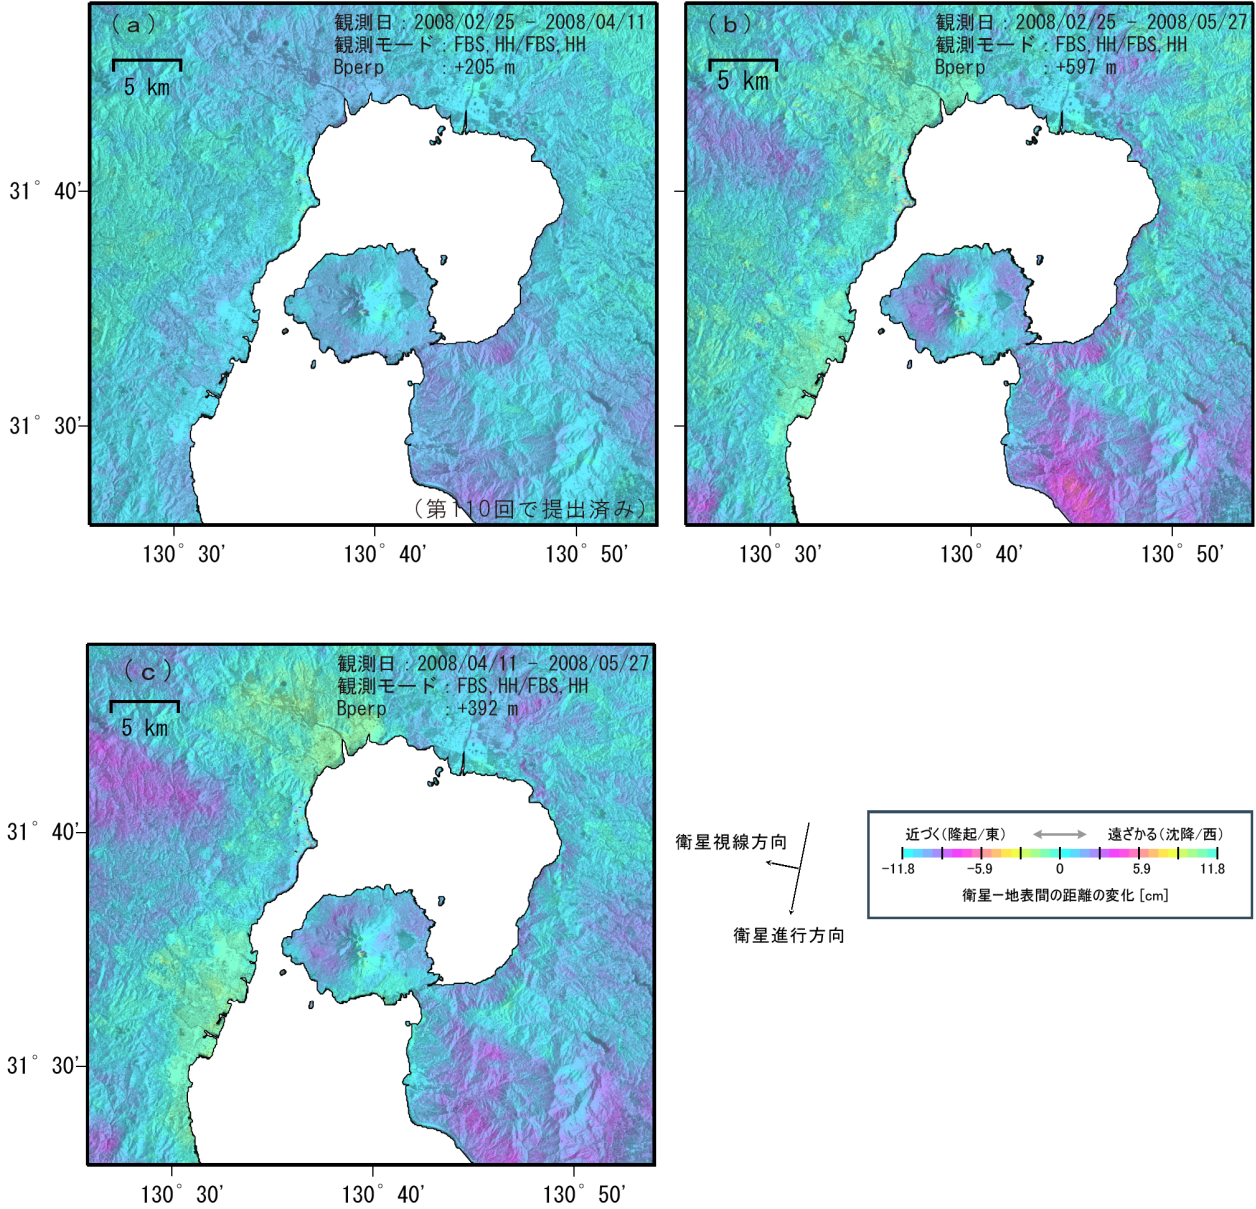 (a)
観測日：2008/02/25 − 2008/04/11
観測モード：FBS, HH/FBS, HH
Bperp ：+205 m
5 km
31° 40'
31° 30'
(第110回で提出済み)
130° 30'
130° 40'
130° 50'
(b)
観測日：2008/02/25 − 2008/05/27
観測モード：FBS, HH/FBS, HH
Bperp ：+597 m
5 km
130° 30'
130° 40'
130° 50'
(c)
観測日：2008/04/11 − 2008/05/27
観測モード：FBS, HH/FBS, HH
Bperp ：+392 m
5 km
31° 40'
31° 30'
130° 30'
130° 40'
130° 50'
衛星視線方向
衛星進行方向
近づく(隆起/東) 遠ざかる(沈降/西)
-11.8 -5.9 0 5.9 11.8
衛星ー地表間の距離の変化 [cm]